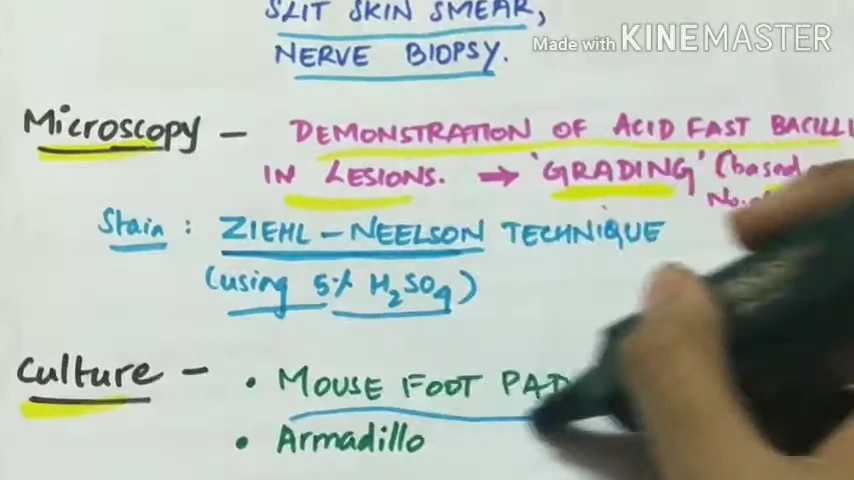 SLIT SKIN SMEAR,
NERVE BIOPSY.
Made with KINEMASTER
Microscopy - DEMONSTRATION OF ACID FAST BACILLI
IN LESIONS. → 'GRADING' (based
No.
Stain : ZIEHL-NEELSON TECHNIQUE
(using 5% H₂SO₄)
Culture - • MOUSE FOOT PAD
• Armadillo